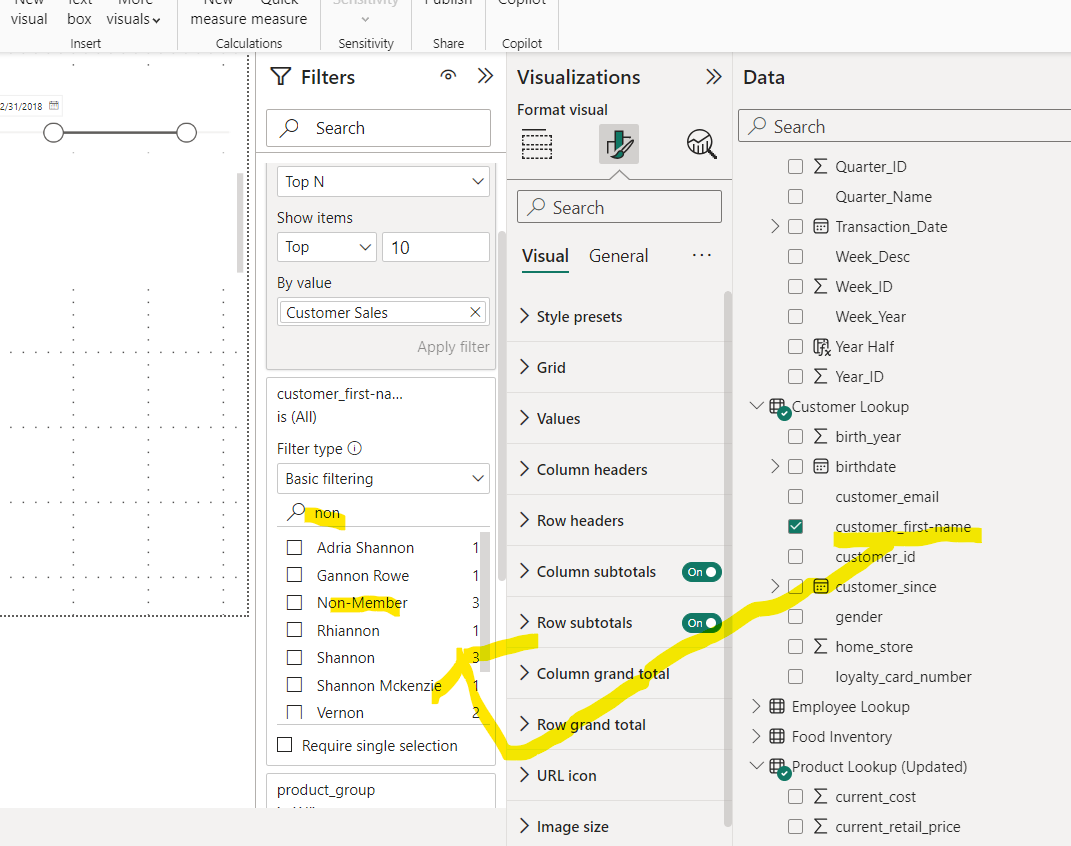 New
visual
Text
box
More
visuals
New
measure
Quick
measure
Sensitivity
Publish
Copilot
Insert
Calculations
Sensitivity
Share
Copilot
2/31/2018
Filters
Search
Top N
Show items
Top
10
By value
Customer Sales
Apply filter
customer_first-na...
is (All)
Filter type
Basic filtering
non
Adria Shannon 1
Gannon Rowe 1
Non-Member 3
Rhiannon 1
Shannon 3
Shannon Mckenzie 1
Vernon 2
Require single selection
product_group
Visualizations
Format visual
Search
Visual
General
...
Style presets
Grid
Values
Column headers
Row headers
Column subtotals On
Row subtotals On
Column grand total
Row grand total
URL icon
Image size
Data
Search
Quarter_ID
Quarter_Name
Transaction_Date
Week_Desc
Week_ID
Week_Year
Year Half
Year_ID
Customer Lookup
birth_year
birthdate
customer_email
customer_first-name
customer_id
customer_since
gender
home_store
loyalty_card_number
Employee Lookup
Food Inventory
Product Lookup (Updated)
current_cost
current_retail_price